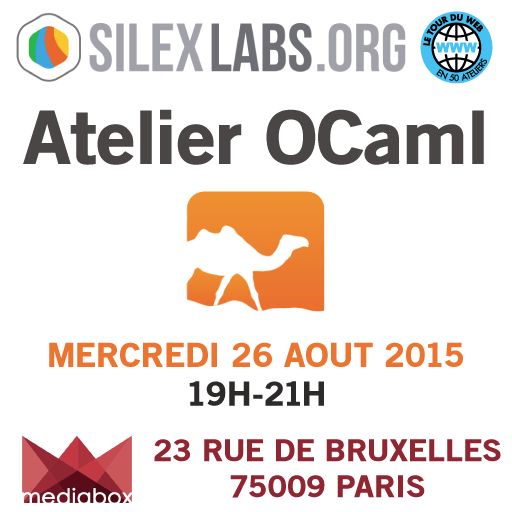 SILEXLABS.ORG
LE TOUR DU WEB
WWW
EN 50 ATELIERS
Atelier OCaml
MERCREDI 26 AOUT 2015
19H-21H
23 RUE DE BRUXELLES
75009 PARIS
mediabox